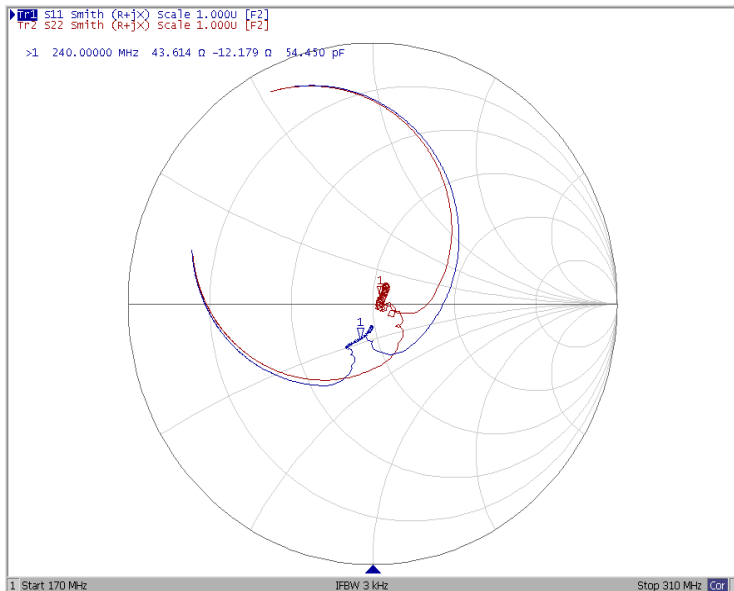 Tr1 S11 Smith (R+jX) Scale 1.000U [F2]
Tr2 S22 Smith (R+jX) Scale 1.000U [F2]
>1 240.00000 MHz 43.614 Ω -12.179 Ω 54.450 pF
1
1
1 Start 170 MHz IFBW 3 kHz Stop 310 MHz Cor